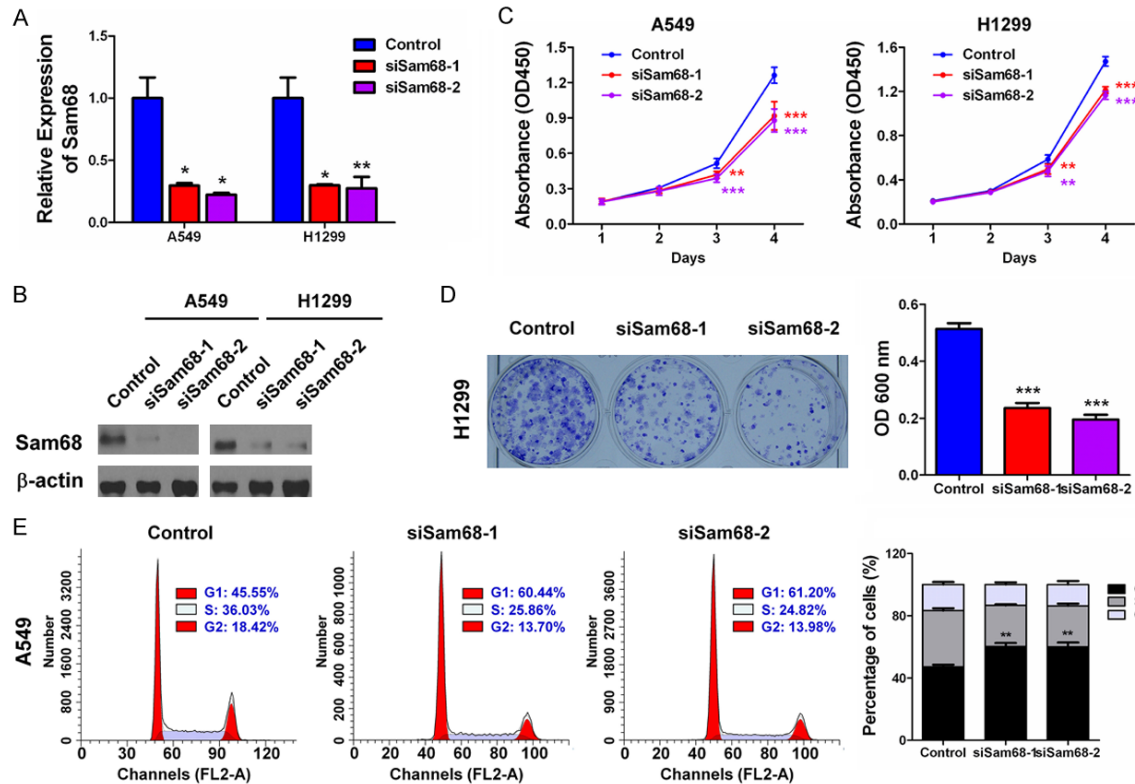 A
Relative Expression
of Sam68
1.5
1.0
0.5
0.0
Control
siSam68-1
siSam68-2
* * * **
A549 H1299
C
A549
Absorbance (OD450)
1.5
1.2
0.9
0.6
0.3
0.0
Control
siSam68-1
siSam68-2
***
***
**
***
1 2 3 4
Days
H1299
Absorbance (OD450)
1.6
1.2
0.8
0.4
0.0
Control
siSam68-1
siSam68-2
***
***
**
**
1 2 3 4
Days
B
A549 H1299
Control siSam68-1 siSam68-2 Control siSam68-1 siSam68-2
Sam68
β-actin
D
Control siSam68-1 siSam68-2
H1299
OD 600 nm
0.6
0.4
0.2
0.0
*** ***
Control siSam68-1 siSam68-2
E
A549
Control
Number
0 800 1600 2400 3200
G1: 45.55%
S: 36.03%
G2: 18.42%
0 30 60 90 120
Channels (FL2-A)
siSam68-1
Number
0 200 400 600 800 1000
G1: 60.44%
S: 25.86%
G2: 13.70%
0 20 40 60 80 100
Channels (FL2-A)
siSam68-2
Number
0 900 1800 2700 3600
G1: 61.20%
S: 24.82%
G2: 13.98%
0 20 40 60 80 100
Channels (FL2-A)
Percentage of cells (%)
120
80
40
0
** **
Control siSam68-1 siSam68-2